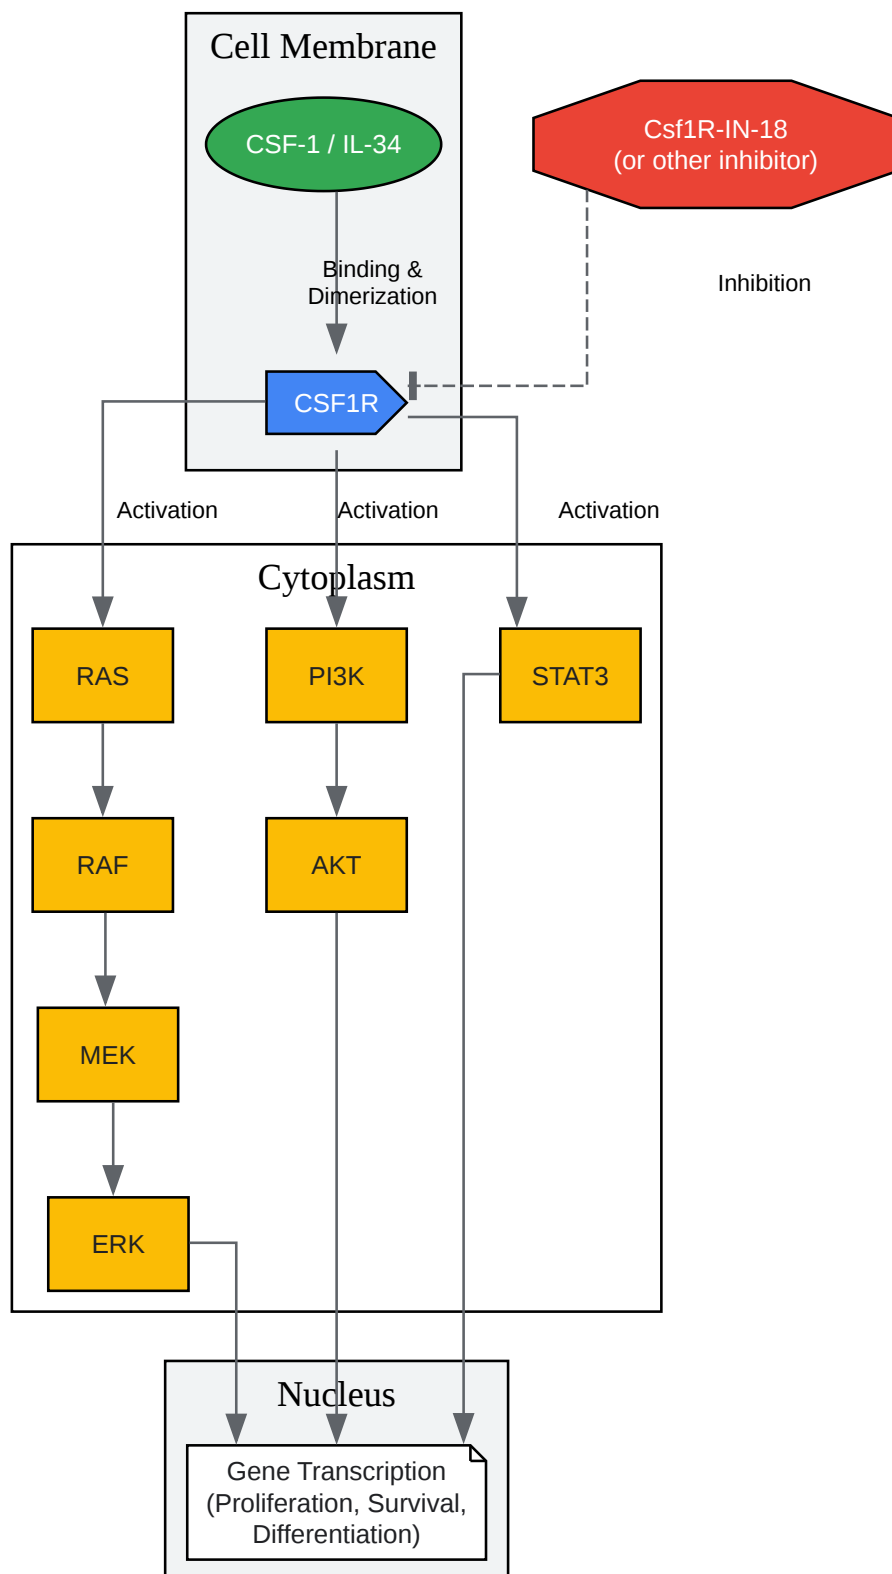 Cell Membrane
CSF-1 / IL-34
Csf1R-IN-18
(or other inhibitor)
Binding &
Dimerization
Inhibition
CSF1R
Activation
Activation
Activation
Cytoplasm
RAS
PI3K
STAT3
RAF
AKT
MEK
ERK
Nucleus
Gene Transcription
(Proliferation, Survival,
Differentiation)